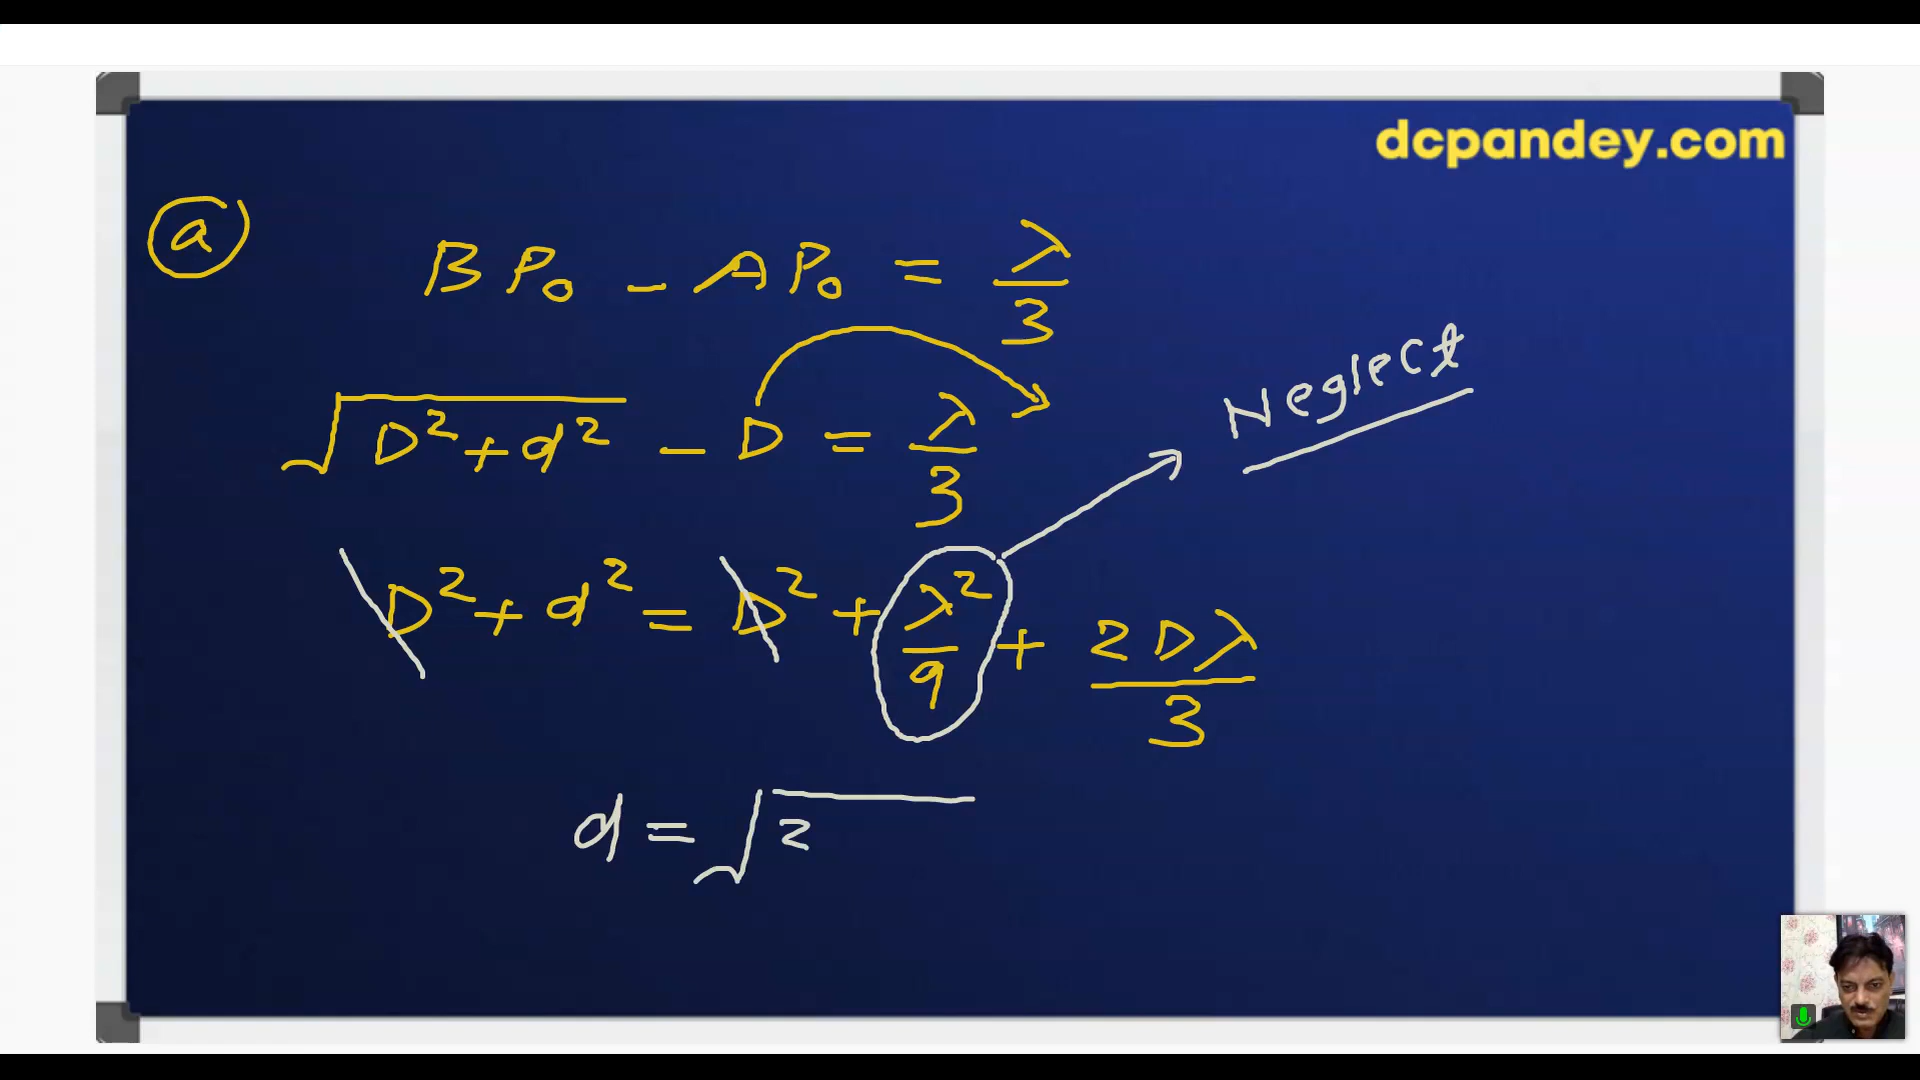 dcpandey.com
a
BP₀ - AP₀ = λ/3
√(D² + d²) - D = λ/3
Neglect
D² + d² = D² + λ²/9 + 2Dλ/3
d = √2